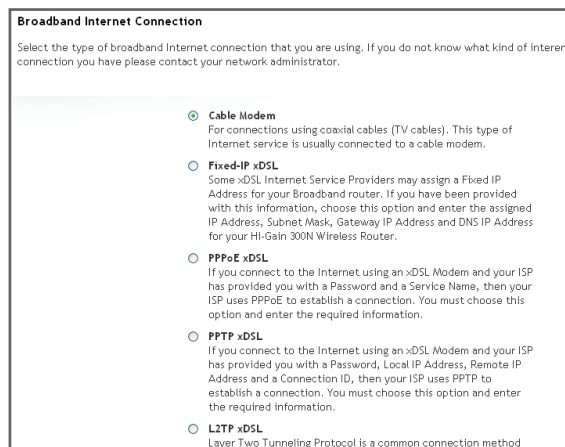 Broadband Internet Connection
Select the type of broadband Internet connection that you are using. If you do not know what kind of
connection you have please contact your network administrator.
Cable Modem
For connections using coaxial cables (TV cables). This type of
Internet service is usually connected to a cable modem.
Fixed-IP xDSL
Some xDSL Internet Service Providers may assign a Fixed IP
Address for your Broadband router. If you have been provided
with this information, choose this option and enter the assigned
IP Address, Subnet Mask, Gateway IP Address and DNS IP Address
for your Hi-Gain 300N Wireless Router.
PPPoE xDSL
If you connect to the Internet using an xDSL Modem and your ISP
has provided you with a Password and a Service Name, then your
ISP uses PPPoE to establish a connection. You must choose this
option and enter the required information.
PPTP xDSL
If you connect to the Internet using an xDSL Modem and your ISP
has provided you with a Password, Local IP Address, Remote IP
Address and a Connection ID, then your ISP uses PPTP to
establish a connection. You must choose this option and enter
the required information.
L2TP xDSL
Layer Two Tunneling Protocol is a common connection method